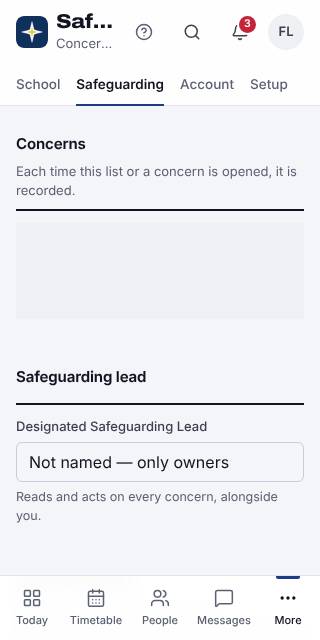 Saf...
Concer...
3
FL
School Safeguarding Account Setup
Concerns
Each time this list or a concern is opened, it is
recorded.
Safeguarding lead
Designated Safeguarding Lead
Not named — only owners
Reads and acts on every concern, alongside
you.
Today Timetable People Messages More